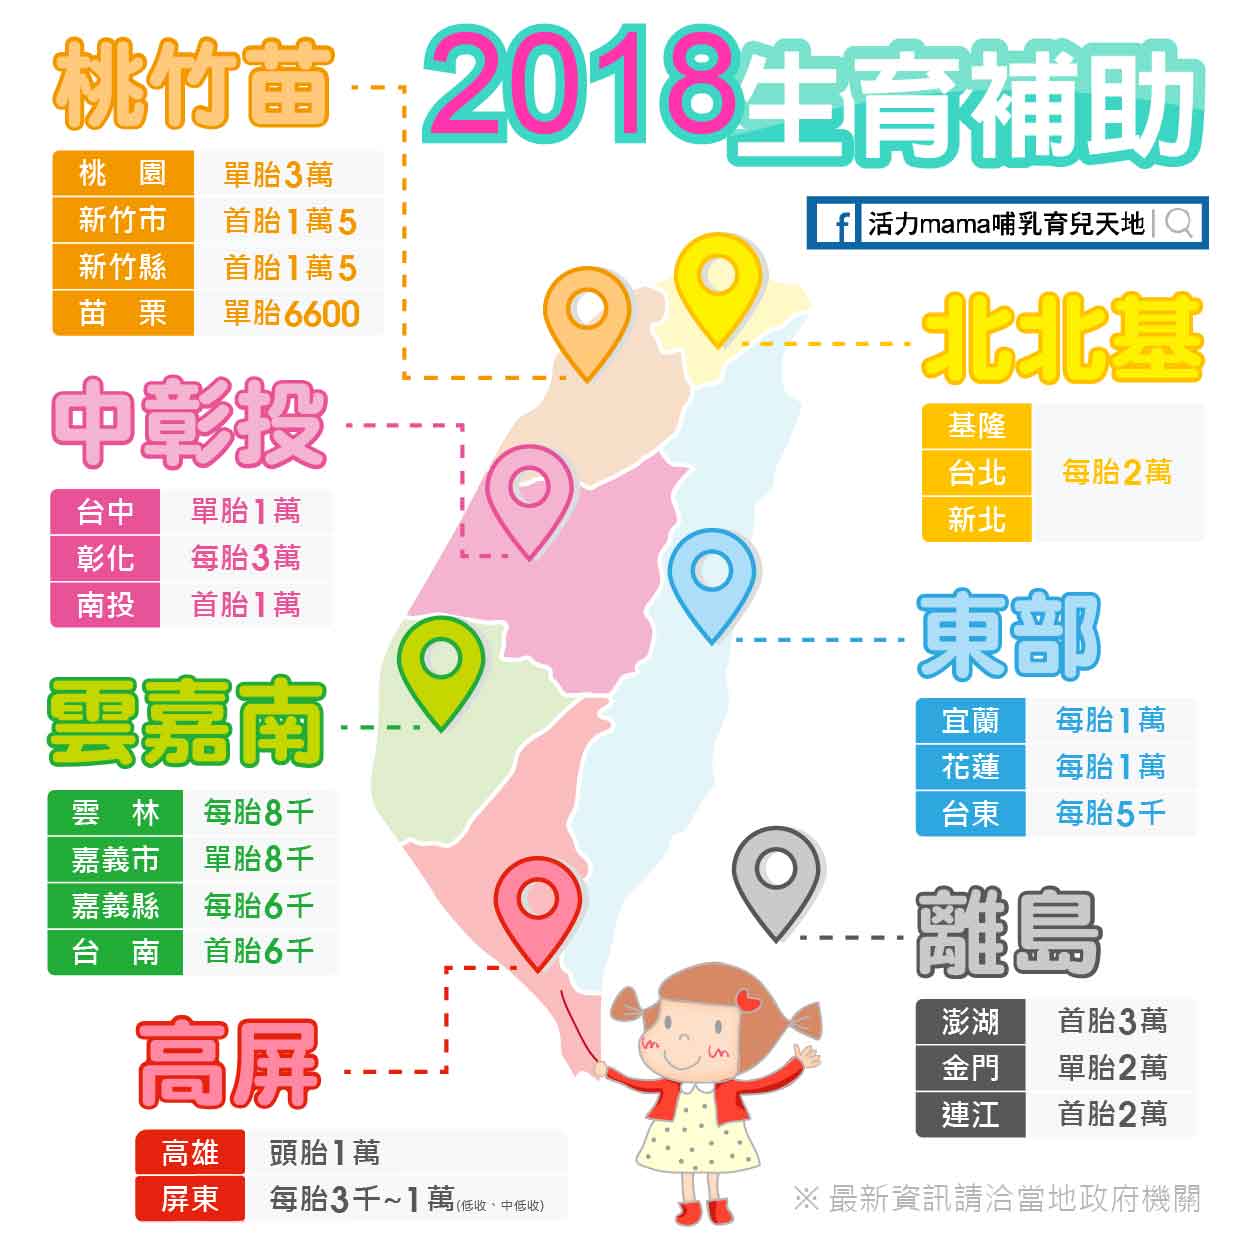 2018生育補助
活力mama哺乳育兒天地
桃竹苗
桃園 單胎3萬
新竹市 首胎1萬5
新竹縣 首胎1萬5
苗栗 單胎6600
中彰投
台中 單胎1萬
彰化 每胎3萬
南投 首胎1萬
雲嘉南
雲林 每胎8千
嘉義市 單胎8千
嘉義縣 每胎6千
台南 首胎6千
高屏
高雄 頭胎1萬
屏東 每胎3千~1萬(低收、中低收)
北北基
基隆
台北 每胎2萬
新北
東部
宜蘭 每胎1萬
花蓮 每胎1萬
台東 每胎5千
離島
澎湖 首胎3萬
金門 單胎2萬
連江 首胎2萬
※ 最新資訊請洽當地政府機關